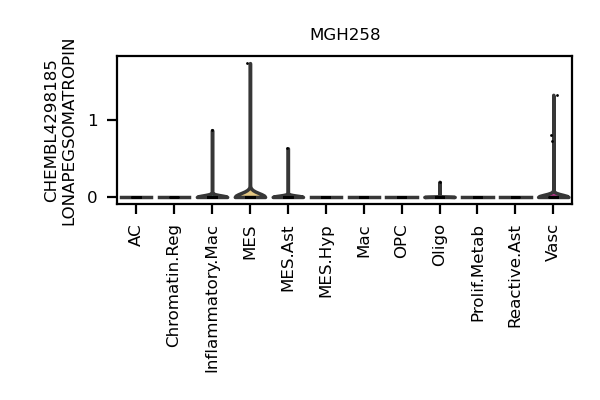 MGH258
CHEMBL4298185
LONAPEGSOMATROPIN
1
0
AC
Chromatin.Reg
Inflammatory.Mac
MES
MES.Ast
MES.Hyp
Mac
OPC
Oligo
Prolif.Metab
Reactive.Ast
Vasc